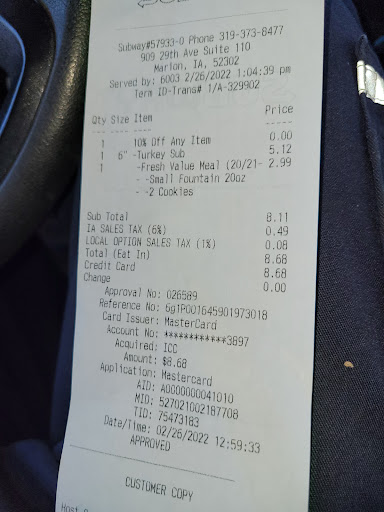 Subway#57933-0 Phone 319-373-8477
909 29th Ave Suite 110
Marion, IA, 52302
Served by: 6003 2/26/2022 1:04:39 pm
Term ID-Trans# 1/A-329902
Qty Size Item Price
--- ---- ---- -----
1 10% Off Any Item 0.00
1 6" -Turkey Sub 5.12
1 -Fresh Value Meal (20/21- 2.99
- -Small Fountain 20oz
- -2 Cookies
Sub Total 8.11
IA SALES TAX (6%) 0.49
LOCAL OPTION SALES TAX (1%) 0.08
Total (Eat In) 8.68
Credit Card 8.68
Change 0.00
Approval No: 026589
Reference No: 6g1P001645901973018
Card Issuer: MasterCard
Account No: ************3897
Acquired: ICC
Amount: $8.68
Application: Mastercard
AID: A0000000041010
MID: 527021002187708
TID: 75473183
Date/Time: 02/26/2022 12:59:33
APPROVED
CUSTOMER COPY